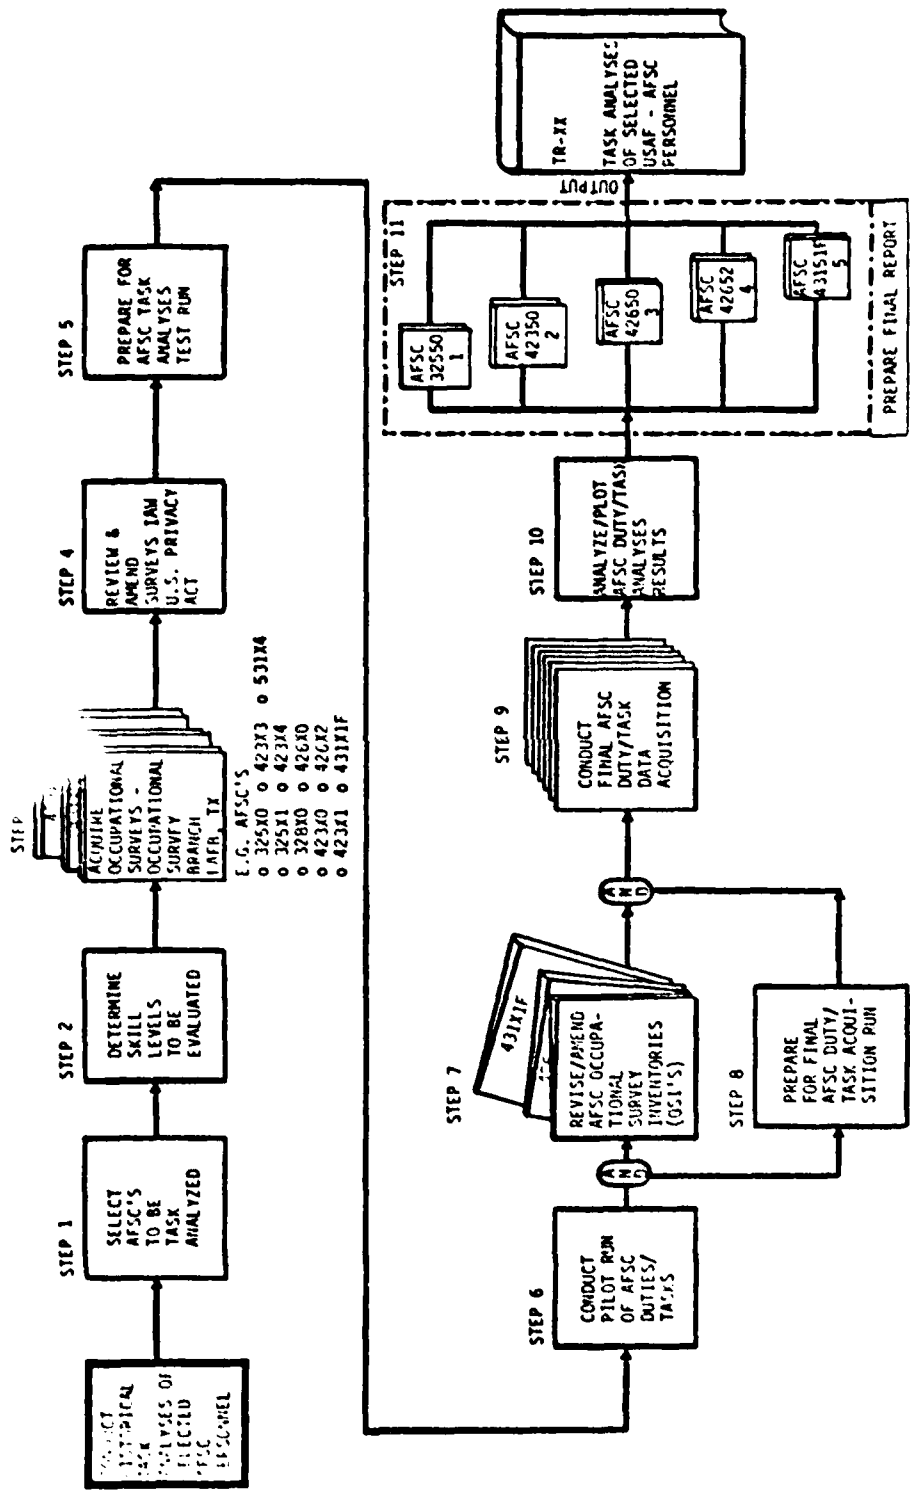 TASK
ANALYSES OF
STEP 1
SELECT
AFSC'S
TO BE
TASK
ANALYZED
STEP 2
DETERMINE
SKILL
LEVELS
TO BE
EVALUATED
STEP
ACQUIRE
OCCUPATIONAL
SURVEYS -
OCCUPATIONAL
SURVEY
BRANCH
LAFB, TX
E.G. AFSC'S
o 325X0 o 423X3 o 531X4
o 325X1 o 423X4
o 328X0 o 426X0
o 423X0 o 426X2
o 423X1 o 431X1F
STEP 4
REVIEW &
AMEND
SURVEYS IAW
U.S. PRIVACY
ACT
STEP 5
PREPARE FOR
AFSC TASK
ANALYSES
TEST RUN
STEP 6
CONDUCT
PILOT RUN
OF AFSC
DUTIES/
TASKS
AND
STEP 7
431X1F
REVISE/AMEND
AFSC OCCUPA-
TIONAL
SURVEY
INVENTORIES
(OSI'S)
STEP 8
PREPARE
FOR FINAL
AFSC DUTY/
TASK ACQUI-
SITION RUN
AND
STEP 9
CONDUCT
FINAL AFSC
DUTY/TASK
DATA
ACQUISITION
STEP 10
ANALYZE/PLOT
AFSC DUTY/TASK
ANALYSES
RESULTS
STEP 11
AFSC
32550
1
AFSC
42350
2
AFSC
42650
3
AFSC
42652
4
AFSC
43151F
5
PREPARE FINAL REPORT
OUTPUT
TR-XX
TASK ANALYSES
OF SELECTED
USAF - AFSC
PERSONNEL